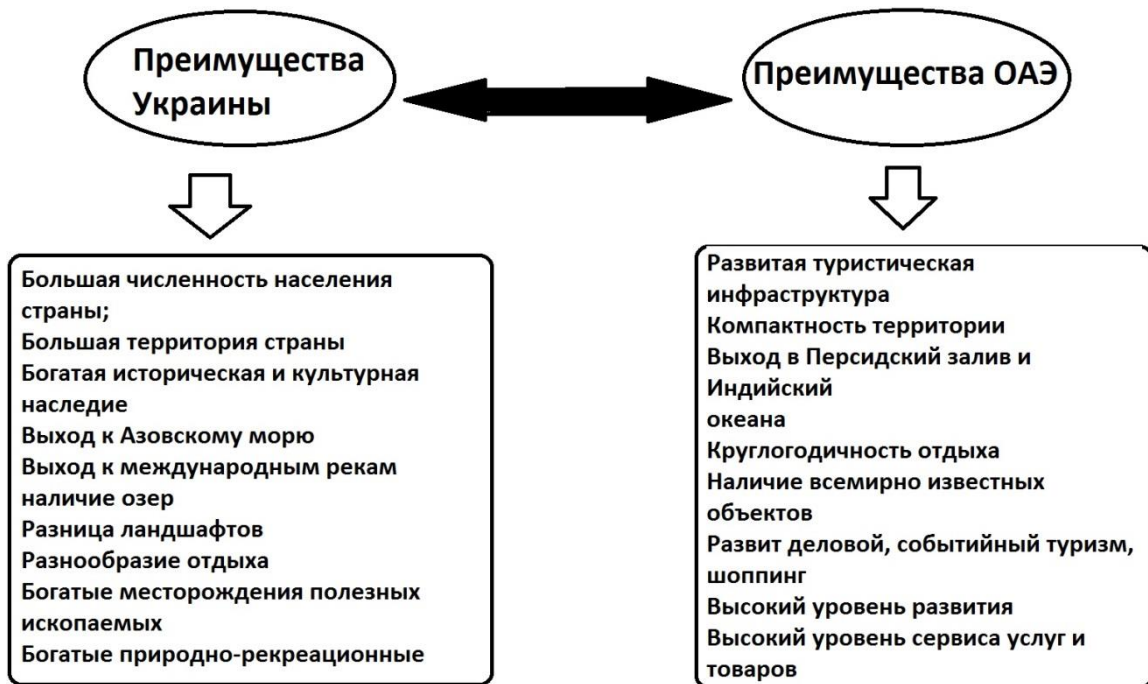 Преимущества
Украины
Преимущества ОАЭ
Большая численность населения
страны;
Большая территория страны
Богатая историческая и культурная
наследие
Выход к Азовскому морю
Выход к международным рекам
наличие озер
Разница ландшафтов
Разнообразие отдыха
Богатые месторождения полезных
ископаемых
Богатые природно-рекреационные
Развитая туристическая
инфраструктура
Компактность территории
Выход в Персидский залив и
Индийский
океана
Круглогодичность отдыха
Наличие всемирно известных
объектов
Развит деловой, событийный туризм,
шоппинг
Высокий уровень развития
Высокий уровень сервиса услуг и
товаров